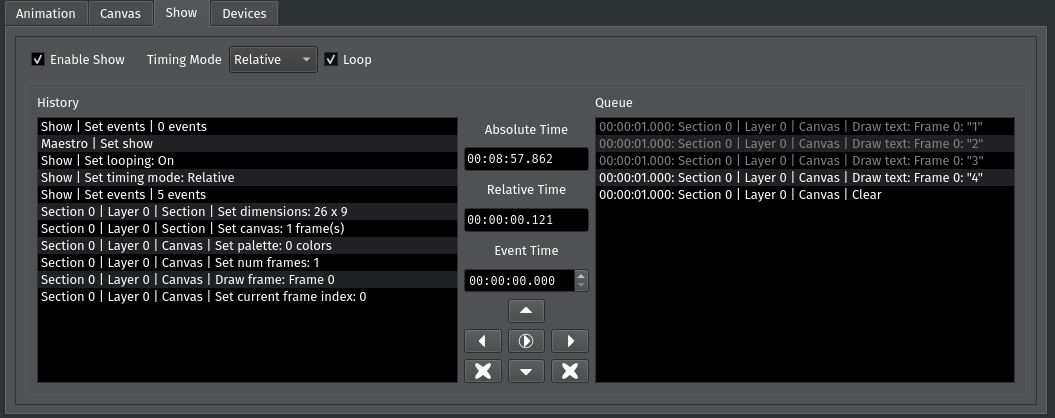 Animation Canvas Show Devices
Enable Show Timing Mode Relative Loop
History
Show | Set events | 0 events
Maestro | Set show
Show | Set looping: On
Show | Set timing mode: Relative
Show | Set events | 5 events
Section 0 | Layer 0 | Section | Set dimensions: 26 x 9
Section 0 | Layer 0 | Section | Set canvas: 1 frame(s)
Section 0 | Layer 0 | Canvas | Set palette: 0 colors
Section 0 | Layer 0 | Canvas | Set num frames: 1
Section 0 | Layer 0 | Canvas | Draw frame: Frame 0
Section 0 | Layer 0 | Canvas | Set current frame index: 0
Absolute Time
00:08:57.862
Relative Time
00:00:00.121
Event Time
00:00:00.000
Queue
00:00:01.000: Section 0 | Layer 0 | Canvas | Draw text: Frame 0: "1"
00:00:01.000: Section 0 | Layer 0 | Canvas | Draw text: Frame 0: "2"
00:00:01.000: Section 0 | Layer 0 | Canvas | Draw text: Frame 0: "3"
00:00:01.000: Section 0 | Layer 0 | Canvas | Draw text: Frame 0: "4"
00:00:01.000: Section 0 | Layer 0 | Canvas | Clear